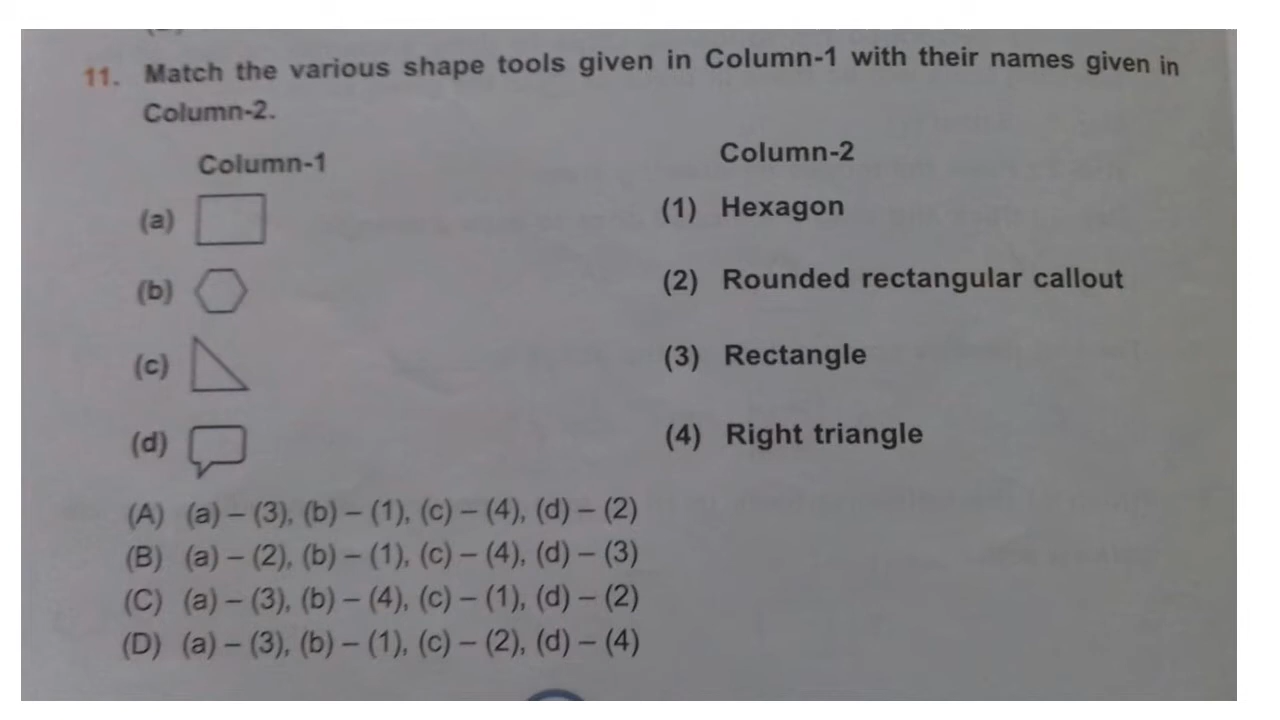 11. Match the various shape tools given in Column-1 with their names given in
Column-2.
Column-1 Column-2
(a) (1) Hexagon
(b) (2) Rounded rectangular callout
(c) (3) Rectangle
(d) (4) Right triangle
(A) (a) – (3), (b) – (1), (c) – (4), (d) – (2)
(B) (a) – (2), (b) – (1), (c) – (4), (d) – (3)
(C) (a) – (3), (b) – (4), (c) – (1), (d) – (2)
(D) (a) – (3), (b) – (1), (c) – (2), (d) – (4)